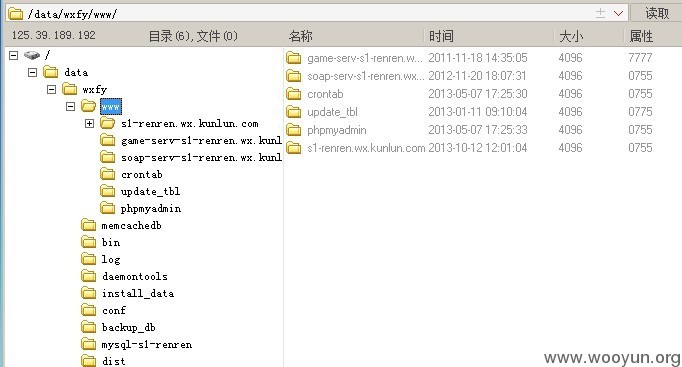 /data/wxfy/www/ 读取
125.39.189.192 目录(6),文件(0) 名称 时间 大小 属性
/
data
wxfy
www
s1-renren.wx.kunlun.com
game-serv-s1-renren.wx.kunl
soap-serv-s1-renren.wx.kunl
crontab
update_tbl
phpmyadmin
memcachedb
bin
log
daemontools
install_data
conf
backup_db
mysql-s1-renren
dist
game-serv-s1-renren.wx... 2011-11-18 14:35:05 4096 7777
soap-serv-s1-renren.wx... 2012-11-20 18:07:31 4096 0755
crontab 2013-05-07 17:25:30 4096 0755
update_tbl 2013-01-11 09:10:04 4096 0775
phpmyadmin 2013-05-07 17:25:33 4096 0755
s1-renren.wx.kunlun.com 2013-10-12 12:01:04 4096 0755
www.wooyun.org